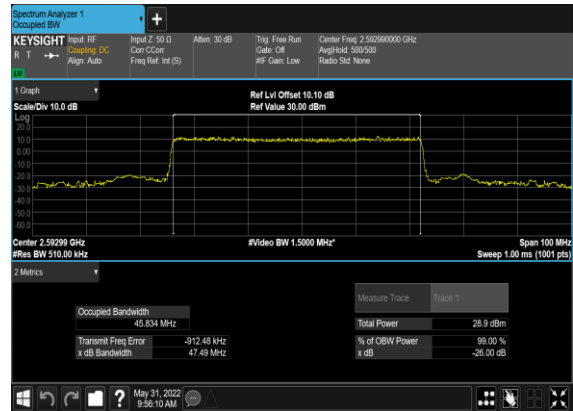 Spectrum Analyzer 1
Occupied BW
+
KEYSIGHT Input: RF Input Z: 50 Ω Atten: 30 dB Trig: Free Run Center Freq: 2.592990000 GHz
R T Coupling: DC Corr CCorr Gate: Off Avg|Hold: 500/500
Align: Auto Freq Ref: Int (S) #IF Gain: Low Radio Std: None
LW
1 Graph
Ref Lvl Offset 10.10 dB
Scale/Div 10.0 dB Ref Value 30.00 dBm
Log
20.0
10.0
0.00
-10.0
-20.0
-30.0
-40.0
-50.0
-60.0
Center 2.59299 GHz #Video BW 1.5000 MHz* Span 100 MHz
#Res BW 510.00 kHz Sweep 1.00 ms (1001 pts)
2 Metrics
Measure Trace Trace 1
Occupied Bandwidth
45.834 MHz Total Power 28.9 dBm
Transmit Freq Error -912.48 kHz % of OBW Power 99.00 %
x dB Bandwidth 47.49 MHz x dB -26.00 dB
? May 31, 2022
9:56:10 AM